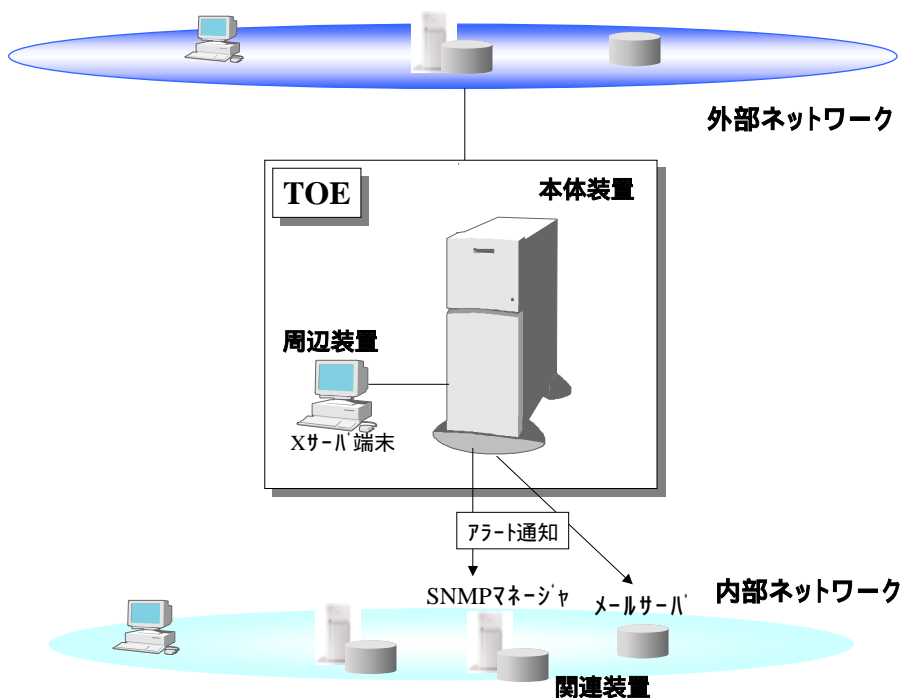 外部ネットワーク
TOE
本体装置
周辺装置
Xサーバ端末
アラート通知
SNMPマネージャ
メールサーバ
内部ネットワーク
関連装置